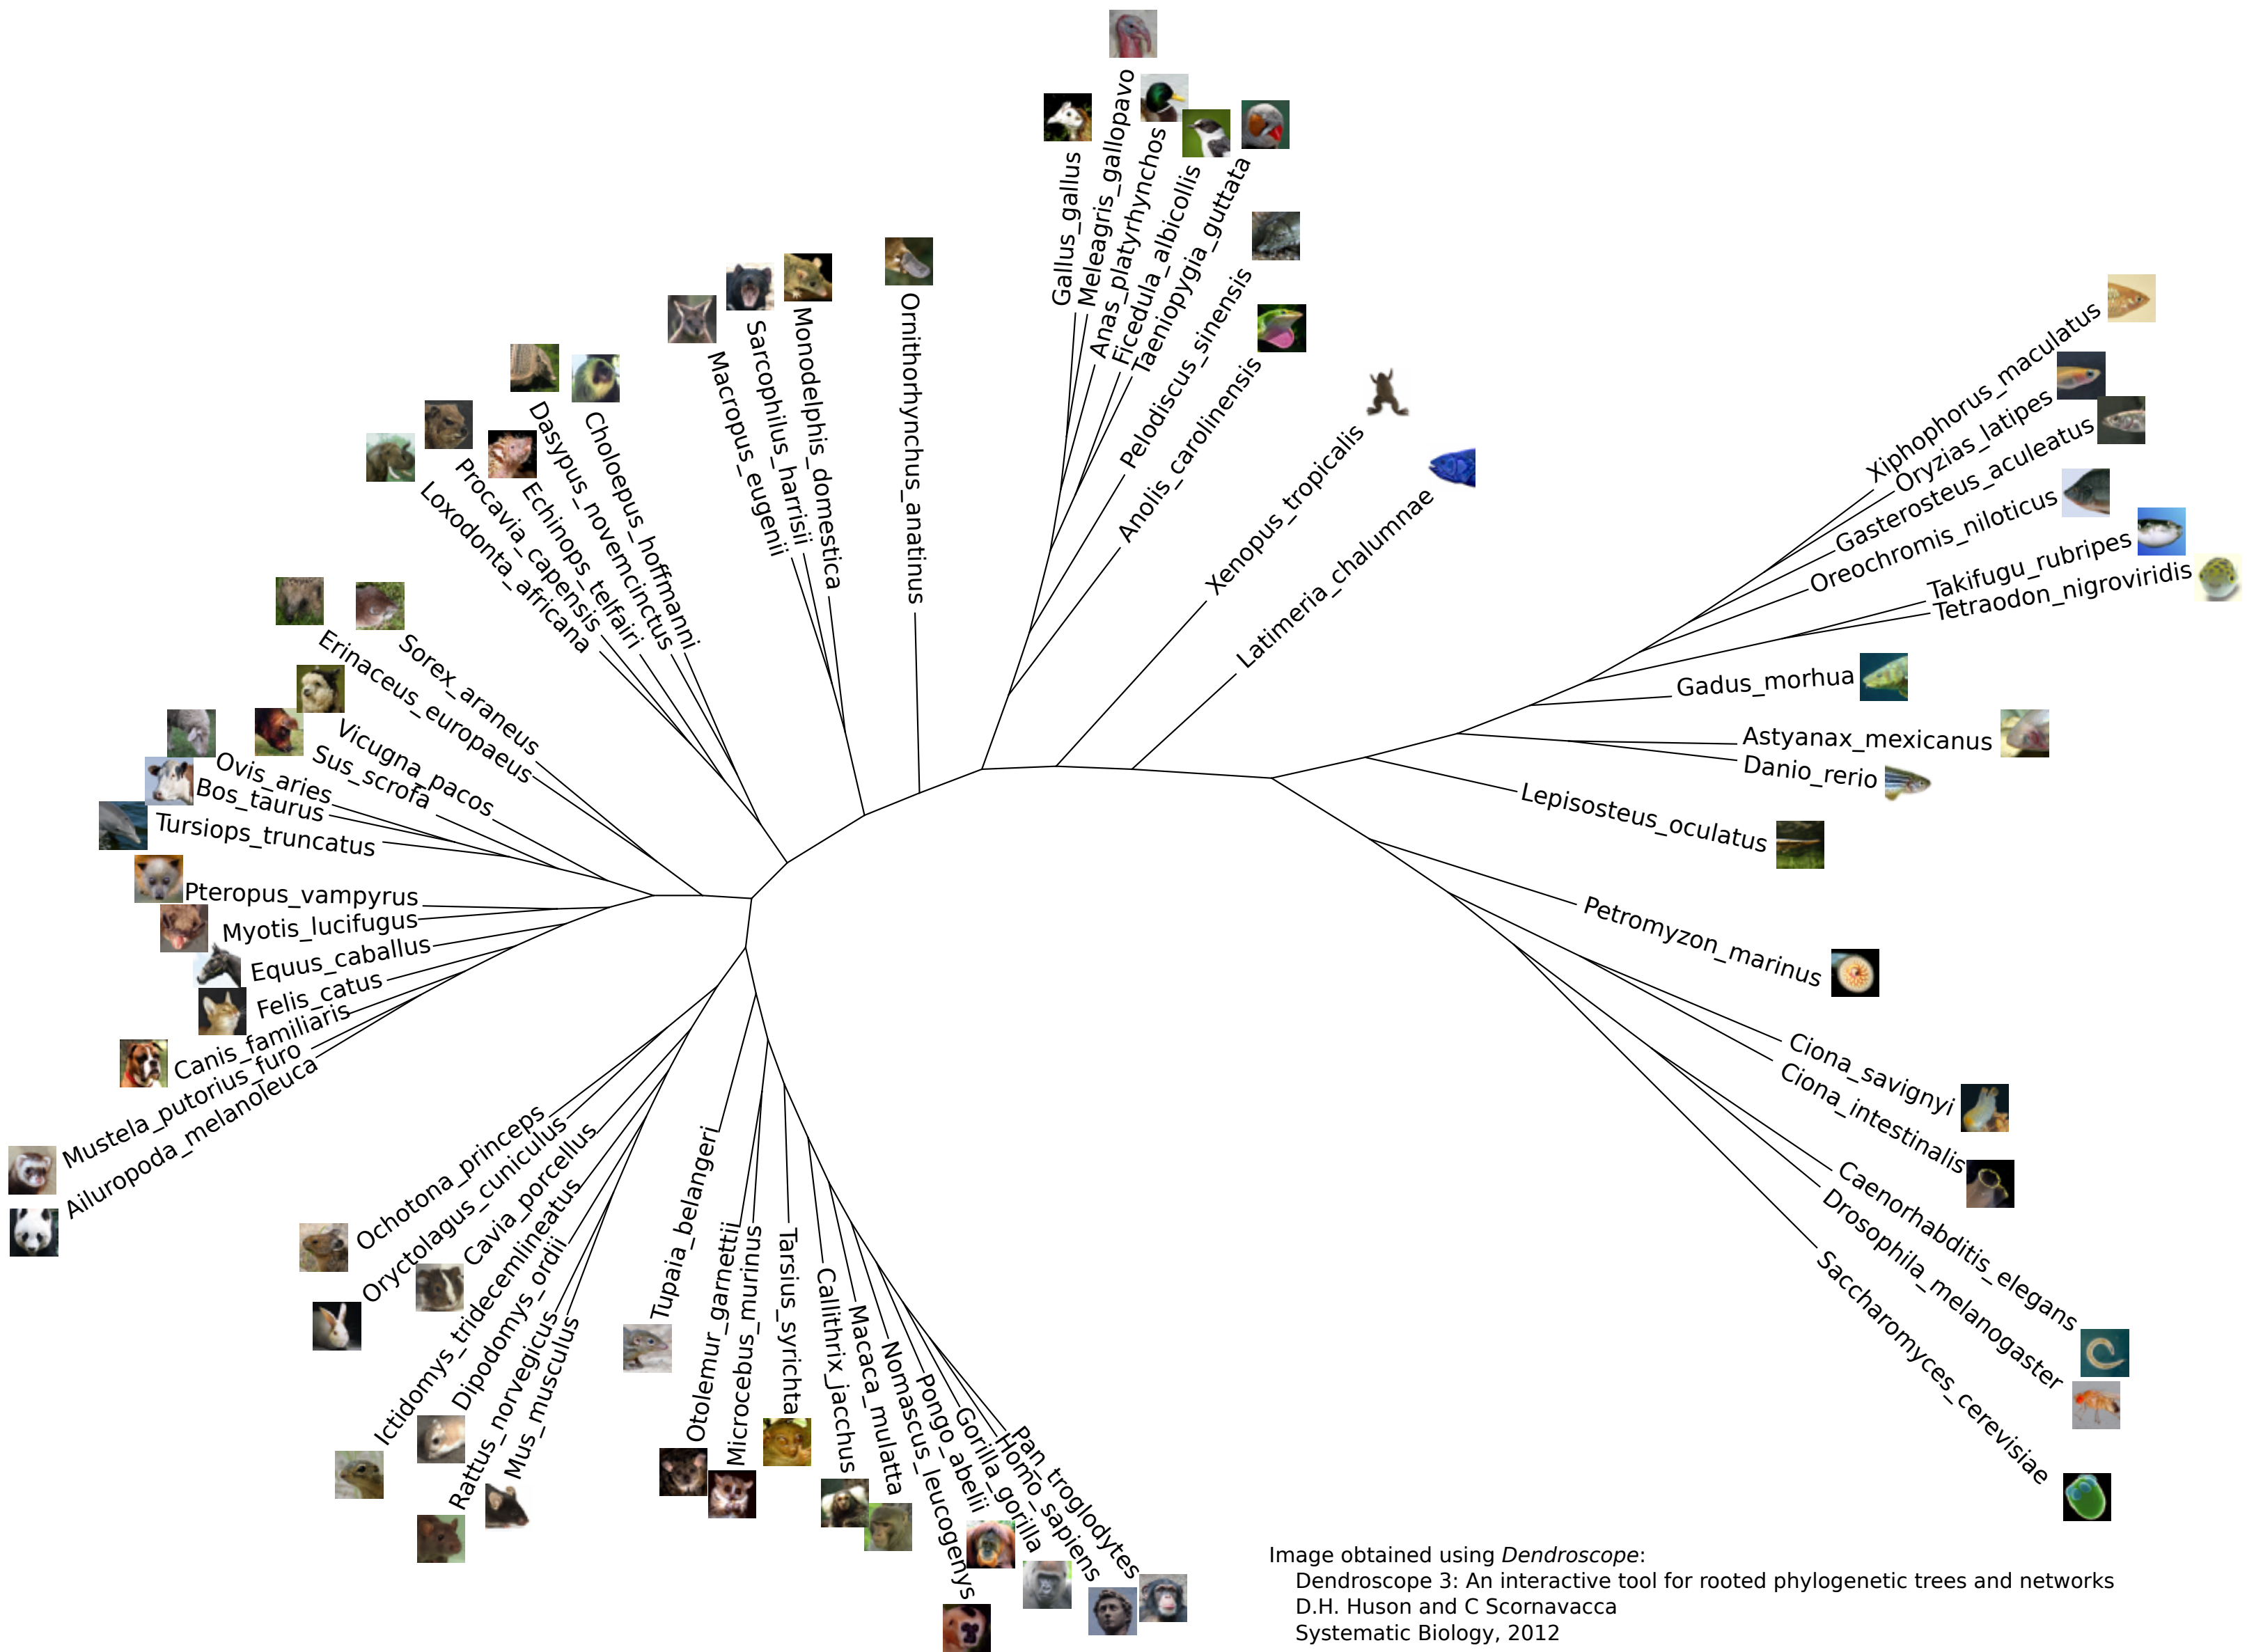 Gallus_gallus
Meleagris_gallopavo
Anas_platyrhynchos
Ficedula_albicollis
Taeniopygia_guttata
Pelodiscus_sinensis
Anolis_carolinensis
Xenopus_tropicalis
Latimeria_chalumnae
Xiphophorus_maculatus
Oryzias_latipes
Gasterosteus_aculeatus
Oreochromis_niloticus
Takifugu_rubripes
Tetraodon_nigroviridis
Gadus_morhua
Astyanax_mexicanus
Danio_rerio
Lepisosteus_oculatus
Petromyzon_marinus
Ciona_savignyi
Ciona_intestinalis
Caenorhabditis_elegans
Drosophila_melanogaster
Saccharomyces_cerevisiae
Pan_troglodytes
Homo_sapiens
Gorilla_gorilla
Pongo_abelii
Nomascus_leucogenys
Macaca_mulatta
Callithrix_jacchus
Tarsius_syrichta
Microcebus_murinus
Otolemur_garnettii
Tupaia_belangeri
Mus_musculus
Rattus_norvegicus
Dipodomys_ordii
Ictidomys_tridecemlineatus
Cavia_porcellus
Oryctolagus_cuniculus
Ochotona_princeps
Ailuropoda_melanoleuca
Mustela_putorius_furo
Canis_familiaris
Felis_catus
Equus_caballus
Myotis_lucifugus
Pteropus_vampyrus
Tursiops_truncatus
Bos_taurus
Ovis_aries
Sus_scrofa
Vicugna_pacos
Erinaceus_europaeus
Sorex_araneus
Loxodonta_africana
Procavia_capensis
Echinops_telfairi
Dasypus_novemcinctus
Choloepus_hoffmanni
Macropus_eugenii
Sarcophilus_harrisii
Monodelphis_domestica
Ornithorhynchus_anatinus
Image obtained using Dendroscope:
Dendroscope 3: An interactive tool for rooted phylogenetic trees and networks
D.H. Huson and C Scornavacca
Systematic Biology, 2012